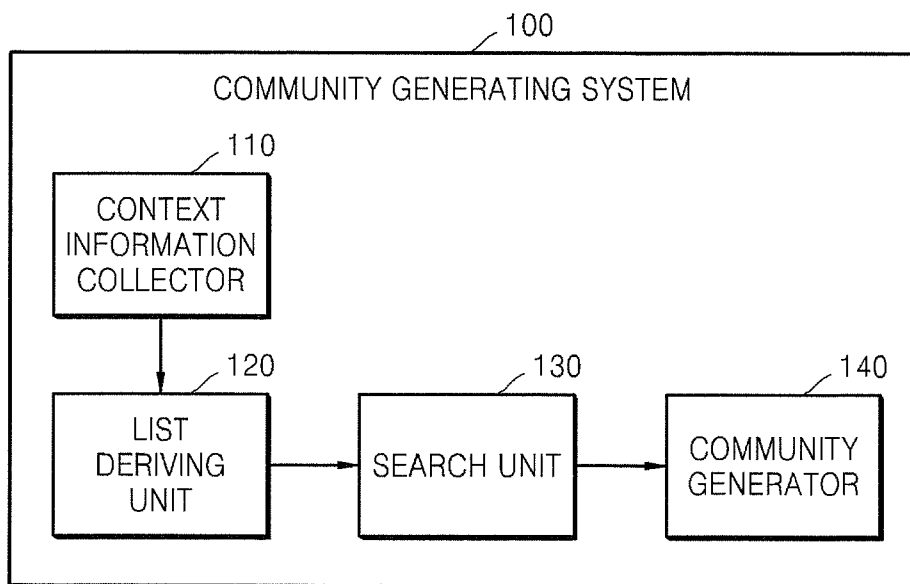 100
COMMUNITY GENERATING SYSTEM
110
CONTEXT
INFORMATION
COLLECTOR
120
LIST
DERIVING
UNIT
130
SEARCH UNIT
140
COMMUNITY
GENERATOR